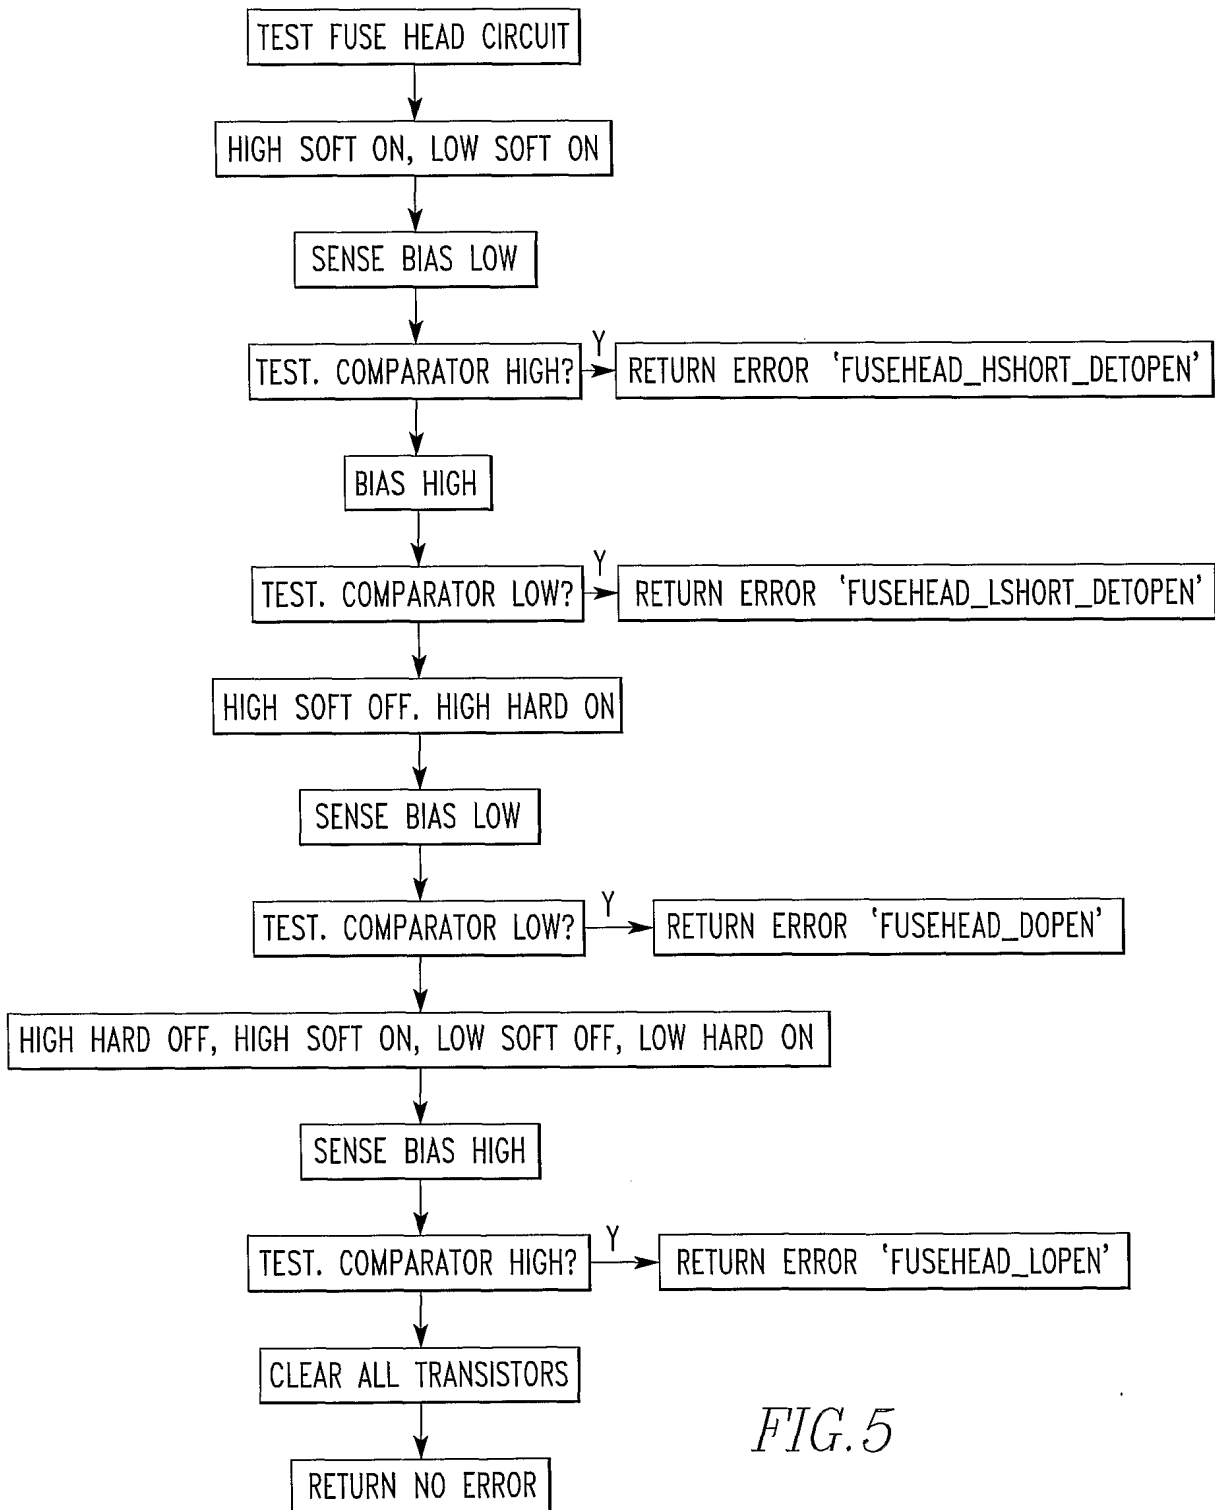 TEST FUSE HEAD CIRCUIT
HIGH SOFT ON, LOW SOFT ON
SENSE BIAS LOW
TEST. COMPARATOR HIGH?
Y
RETURN ERROR 'FUSEHEAD_HSHORT_DETOPEN'
BIAS HIGH
TEST. COMPARATOR LOW?
Y
RETURN ERROR 'FUSEHEAD_LSHORT_DETOPEN'
HIGH SOFT OFF. HIGH HARD ON
SENSE BIAS LOW
TEST. COMPARATOR LOW?
Y
RETURN ERROR 'FUSEHEAD_DOPEN'
HIGH HARD OFF, HIGH SOFT ON, LOW SOFT OFF, LOW HARD ON
SENSE BIAS HIGH
TEST. COMPARATOR HIGH?
Y
RETURN ERROR 'FUSEHEAD_LOPEN'
CLEAR ALL TRANSISTORS
RETURN NO ERROR
FIG.5